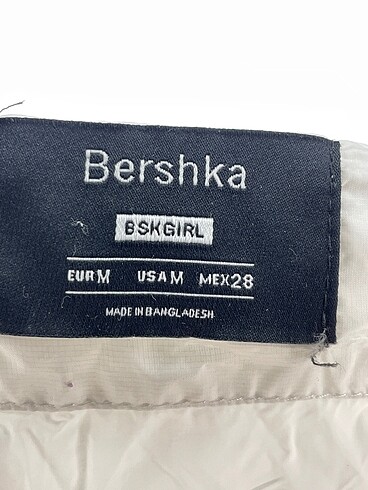 Bershka
BSKGIRL
EUR M USA M MEX 28
MADE IN BANGLADESH